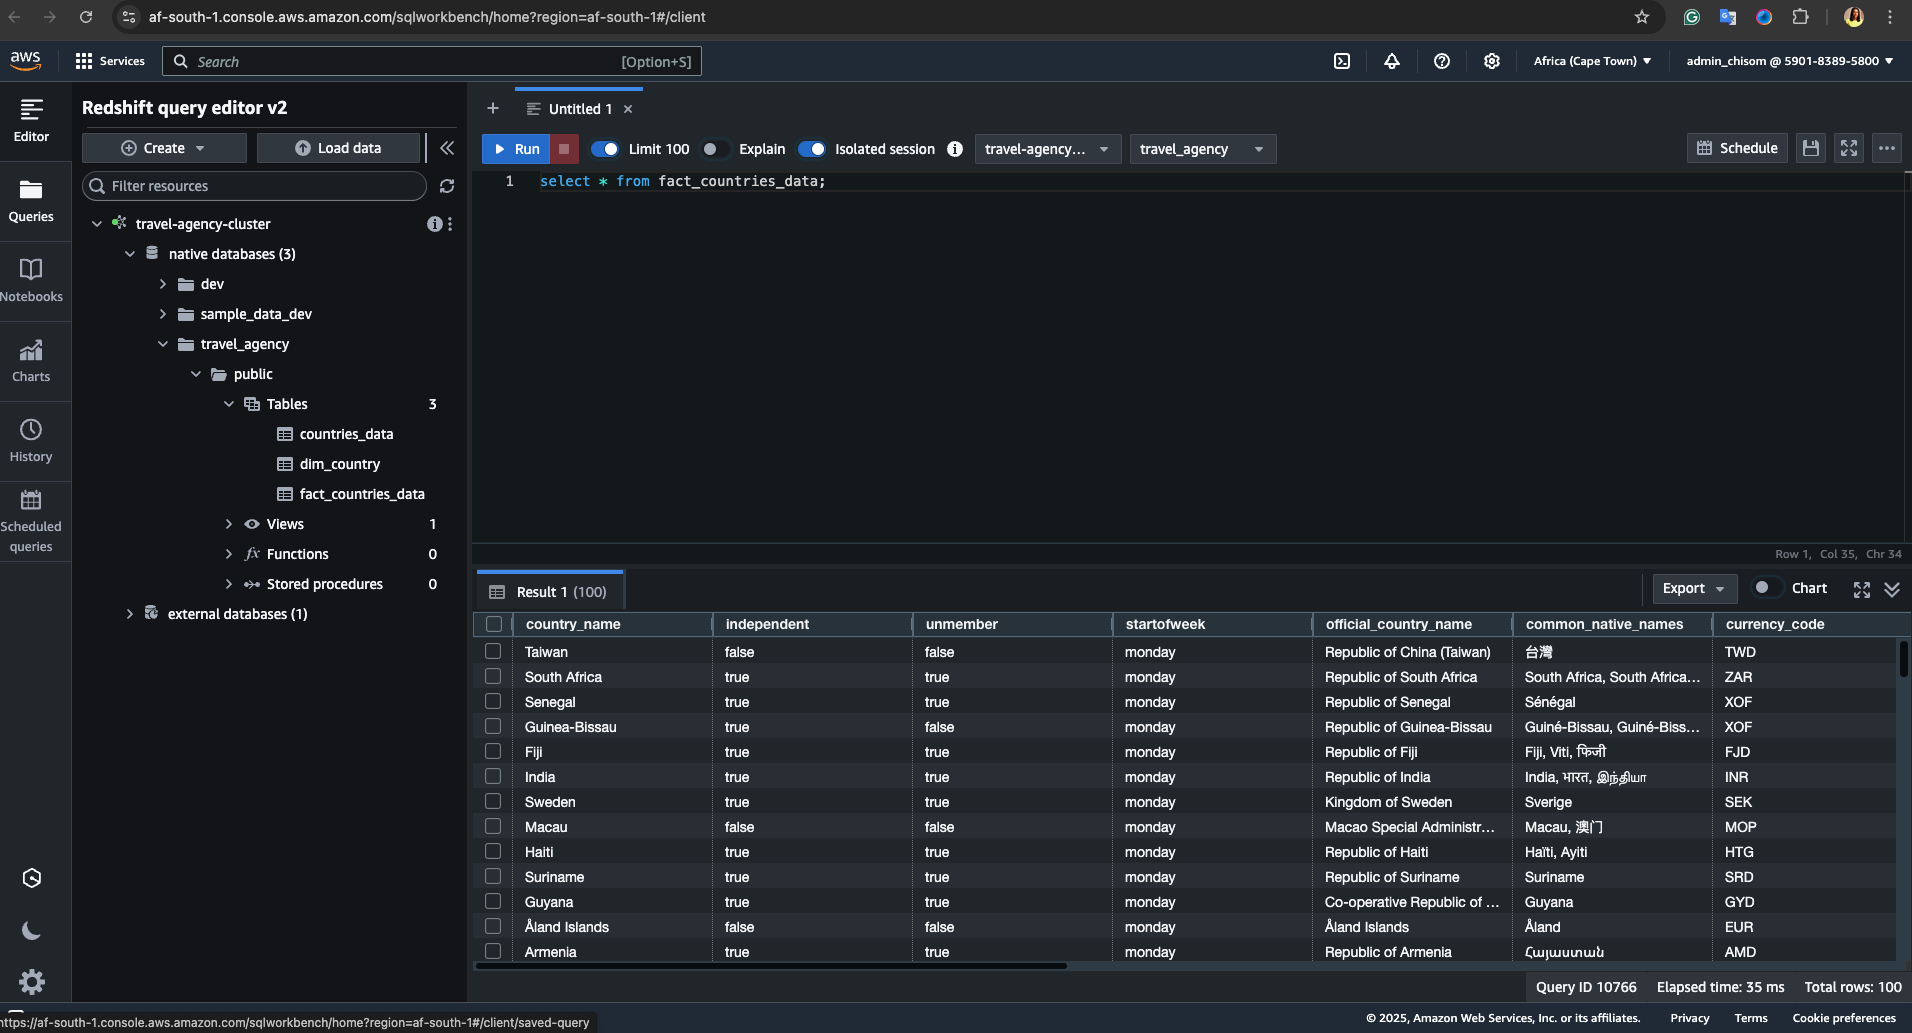 af-south-1.console.aws.amazon.com/sqlworkbench/home?region=af-south-1#/client
aws
Services
Search
[Option+S]
Africa (Cape Town)
admin_chisom @ 5901-8389-5800
Editor
Queries
Notebooks
Charts
History
Scheduled
queries
Redshift query editor v2
Create
Load data
Filter resources
travel-agency-cluster
native databases (3)
dev
sample_data_dev
travel_agency
public
Tables 3
countries_data
dim_country
fact_countries_data
Views 1
Functions 0
Stored procedures 0
external databases (1)
Untitled 1
Run
Limit 100
Explain
Isolated session
travel-agency...
travel_agency
Schedule
1 select * from fact_countries_data;
Row 1, Col 35, Chr 34
Result 1 (100)
Export
Chart
country_name independent unmember startofweek official_country_name common_native_names currency_code
Taiwan false false monday Republic of China (Taiwan) 台灣 TWD
South Africa true true monday Republic of South Africa South Africa, South Africa... ZAR
Senegal true true monday Republic of Senegal Sénégal XOF
Guinea-Bissau true false monday Republic of Guinea-Bissau Guiné-Bissau, Guiné-Biss... XOF
Fiji true true monday Republic of Fiji Fiji, Viti, फिजी FJD
India true true monday Republic of India India, भारत, இந்தியா INR
Sweden true true monday Kingdom of Sweden Sverige SEK
Macau false false monday Macao Special Administr... Macau, 澳门 MOP
Haiti true true monday Republic of Haiti Haïti, Ayiti HTG
Suriname true true monday Republic of Suriname Suriname SRD
Guyana true true monday Co-operative Republic of ... Guyana GYD
Åland Islands false false monday Åland Islands Åland EUR
Armenia true true monday Republic of Armenia Հայաստան AMD
Query ID 10766 Elapsed time: 35 ms Total rows: 100
https://af-south-1.console.aws.amazon.com/sqlworkbench/home?region=af-south-1#/client/saved-query
© 2025, Amazon Web Services, Inc. or its affiliates. Privacy Terms Cookie preferences